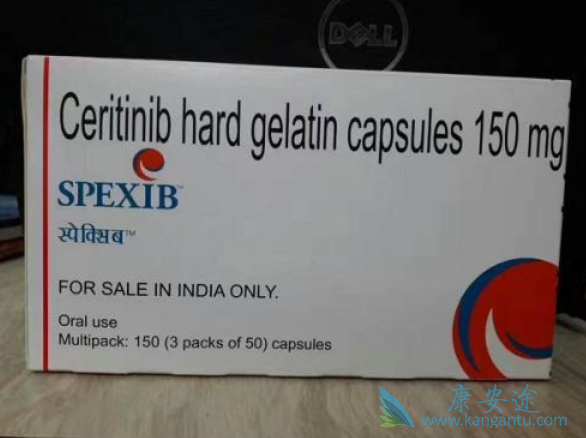 DELL
Ceritinib hard gelatin capsules 150 mg
SPEXIB™
स्पेक्सिब™
FOR SALE IN INDIA ONLY.
Oral use
Multipack: 150 (3 packs of 50) capsules
康安途
www.kangantu.com